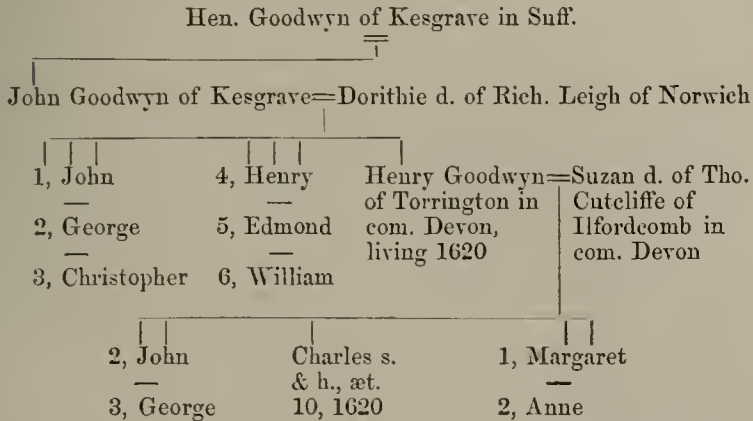 Hen. Goodwyn of Kesgrave in Suff.
John Goodwyn of Kesgrave=Dorithie d. of Rich. Leigh of Norwich
1, John
2, George
3, Christopher
4, Henry
5, Edmond
6, William
Henry Goodwyn=Suzan d. of Tho.
of Torrington in
com. Devon,
living 1620
Cutcliffe of
Ilfordcomb in
com. Devon
2, John
3, George
Charles s.
& h., æt.
10, 1620
1, Margaret
2, Anne